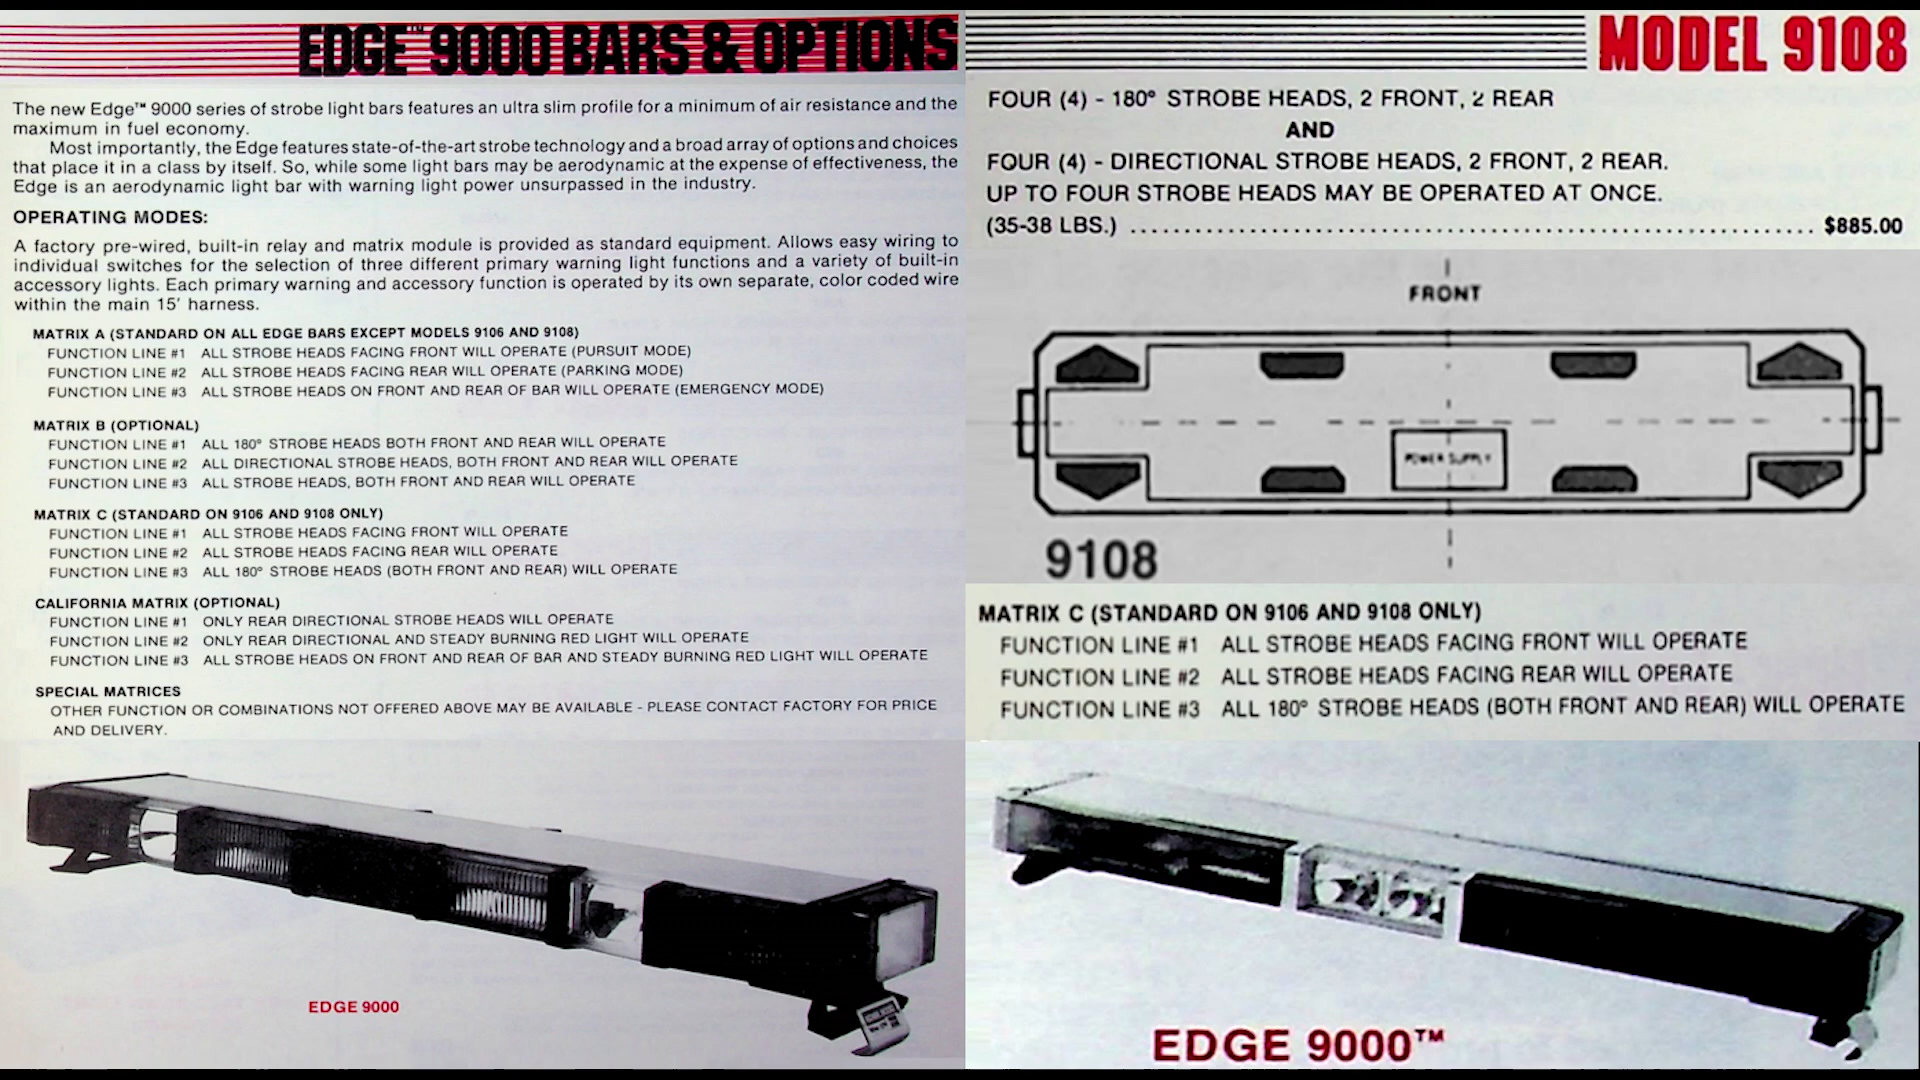 EDGE™ 9000 BARS & OPTIONS
The new Edge™ 9000 series of strobe light bars features an ultra slim profile for a minimum of air resistance and the
maximum in fuel economy.
Most importantly, the Edge features state-of-the-art strobe technology and a broad array of options and choices
that place it in a class by itself. So, while some light bars may be aerodynamic at the expense of effectiveness, the
Edge is an aerodynamic light bar with warning light power unsurpassed in the industry.
OPERATING MODES:
A factory pre-wired, built-in relay and matrix module is provided as standard equipment. Allows easy wiring to
individual switches for the selection of three different primary warning light functions and a variety of built-in
accessory lights. Each primary warning and accessory function is operated by its own separate, color coded wire
within the main 15' harness.
MATRIX A (STANDARD ON ALL EDGE BARS EXCEPT MODELS 9106 AND 9108)
FUNCTION LINE #1 ALL STROBE HEADS FACING FRONT WILL OPERATE (PURSUIT MODE)
FUNCTION LINE #2 ALL STROBE HEADS FACING REAR WILL OPERATE (PARKING MODE)
FUNCTION LINE #3 ALL STROBE HEADS ON FRONT AND REAR OF BAR WILL OPERATE (EMERGENCY MODE)
MATRIX B (OPTIONAL)
FUNCTION LINE #1 ALL 180° STROBE HEADS BOTH FRONT AND REAR WILL OPERATE
FUNCTION LINE #2 ALL DIRECTIONAL STROBE HEADS, BOTH FRONT AND REAR WILL OPERATE
FUNCTION LINE #3 ALL STROBE HEADS, BOTH FRONT AND REAR WILL OPERATE
MATRIX C (STANDARD ON 9106 AND 9108 ONLY)
FUNCTION LINE #1 ALL STROBE HEADS FACING FRONT WILL OPERATE
FUNCTION LINE #2 ALL STROBE HEADS FACING REAR WILL OPERATE
FUNCTION LINE #3 ALL 180° STROBE HEADS (BOTH FRONT AND REAR) WILL OPERATE
CALIFORNIA MATRIX (OPTIONAL)
FUNCTION LINE #1 ONLY REAR DIRECTIONAL STROBE HEADS WILL OPERATE
FUNCTION LINE #2 ONLY REAR DIRECTIONAL AND STEADY BURNING RED LIGHT WILL OPERATE
FUNCTION LINE #3 ALL STROBE HEADS ON FRONT AND REAR OF BAR AND STEADY BURNING RED LIGHT WILL OPERATE
SPECIAL MATRICES
OTHER FUNCTION OR COMBINATIONS NOT OFFERED ABOVE MAY BE AVAILABLE - PLEASE CONTACT FACTORY FOR PRICE
AND DELIVERY.
EDGE 9000
MODEL 9108
FOUR (4) - 180° STROBE HEADS, 2 FRONT, 2 REAR
AND
FOUR (4) - DIRECTIONAL STROBE HEADS, 2 FRONT, 2 REAR.
UP TO FOUR STROBE HEADS MAY BE OPERATED AT ONCE.
(35-38 LBS.) ........................................................ $885.00
FRONT
POWER SUPPLY
9108
MATRIX C (STANDARD ON 9106 AND 9108 ONLY)
FUNCTION LINE #1 ALL STROBE HEADS FACING FRONT WILL OPERATE
FUNCTION LINE #2 ALL STROBE HEADS FACING REAR WILL OPERATE
FUNCTION LINE #3 ALL 180° STROBE HEADS (BOTH FRONT AND REAR) WILL OPERATE
EDGE 9000™